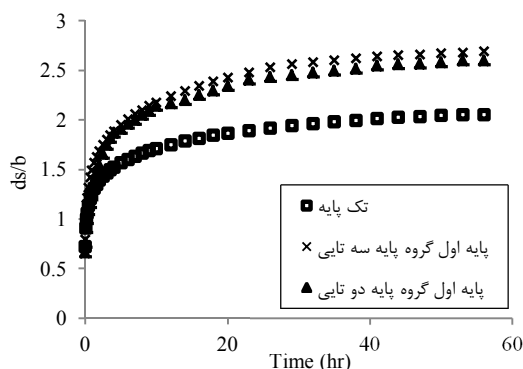 3
2.5
2
1.5
1
0.5
0
ds/b
تک پایه
پایه اول گروه پایه سه تایی
پایه اول گروه پایه دو تایی
0 20 40 60
Time (hr)